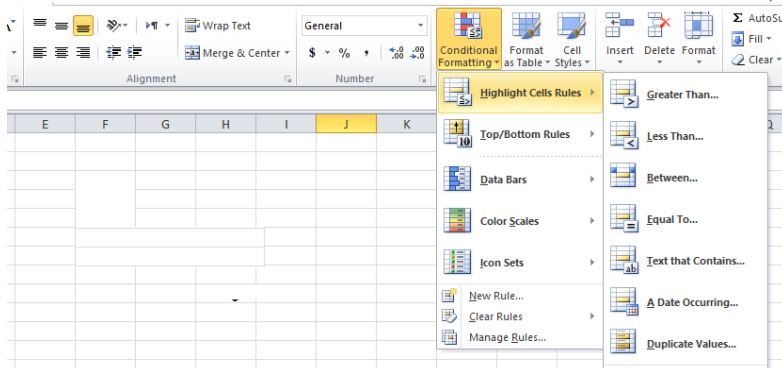 Wrap Text
General
Merge & Center
$ % ,
Conditional Formatting
Format as Table
Cell Styles
Insert
Delete
Format
Σ AutoSu
Fill
Clear
Alignment
Number
E F G H I J K
Highlight Cells Rules
Top/Bottom Rules
Data Bars
Color Scales
Icon Sets
New Rule...
Clear Rules
Manage Rules...
Greater Than...
Less Than...
Between...
Equal To...
Text that Contains...
A Date Occurring...
Duplicate Values...